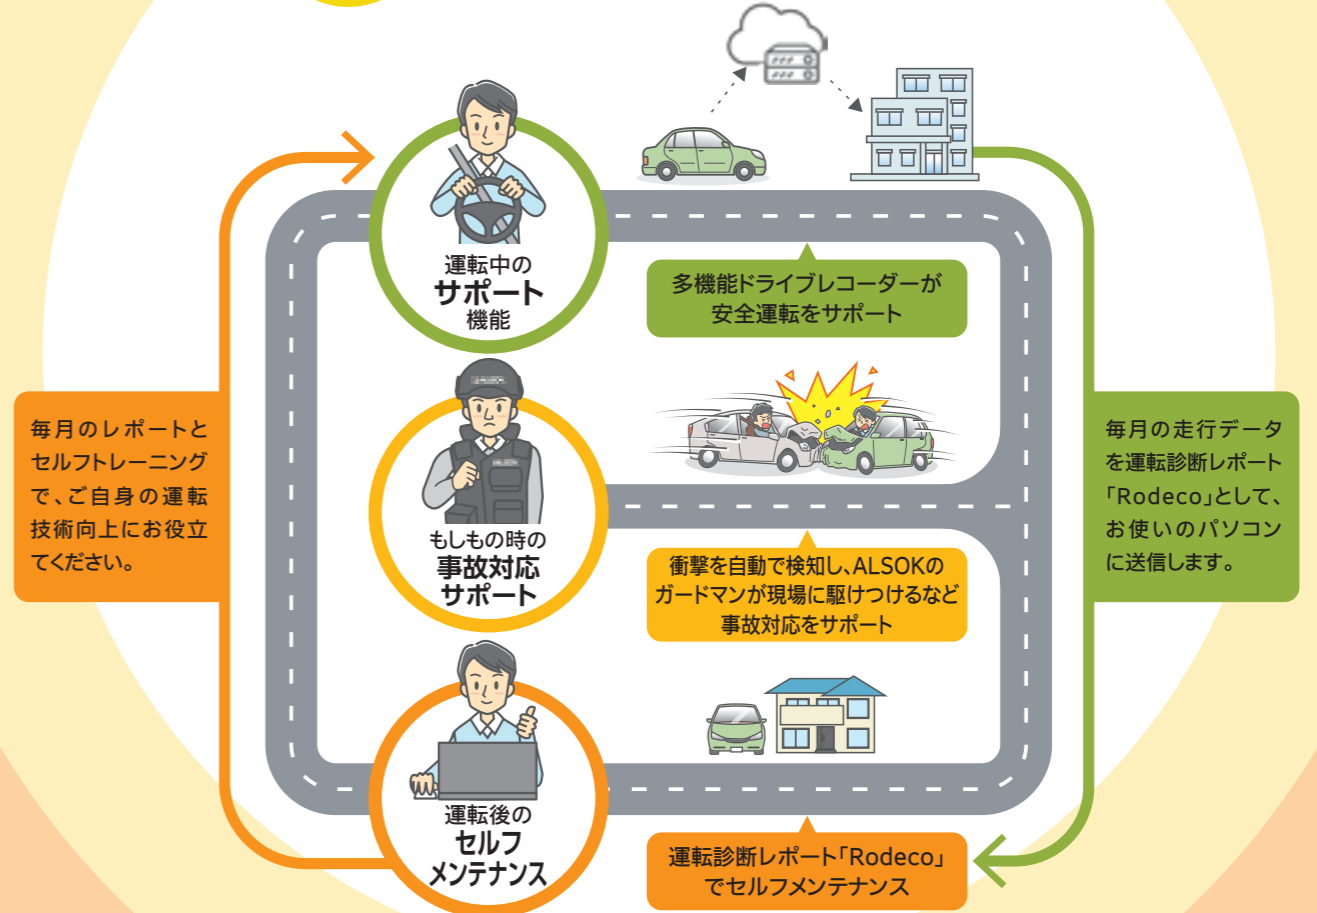 運転中の
サポート
機能
多機能ドライブレコーダーが
安全運転をサポート
もしもの時の
事故対応
サポート
衝撃を自動で検知し、ALSOKの
ガードマンが現場に駆けつけるなど
事故対応をサポート
毎月の走行データ
を運転診断レポート
「Rodeco」として、
お使いのパソコン
に送信します。
運転後の
セルフ
メンテナンス
運転診断レポート「Rodeco」
でセルフメンテナンス
毎月のレポートと
セルフトレーニング
で、ご自身の運転
技術向上にお役立
てください。